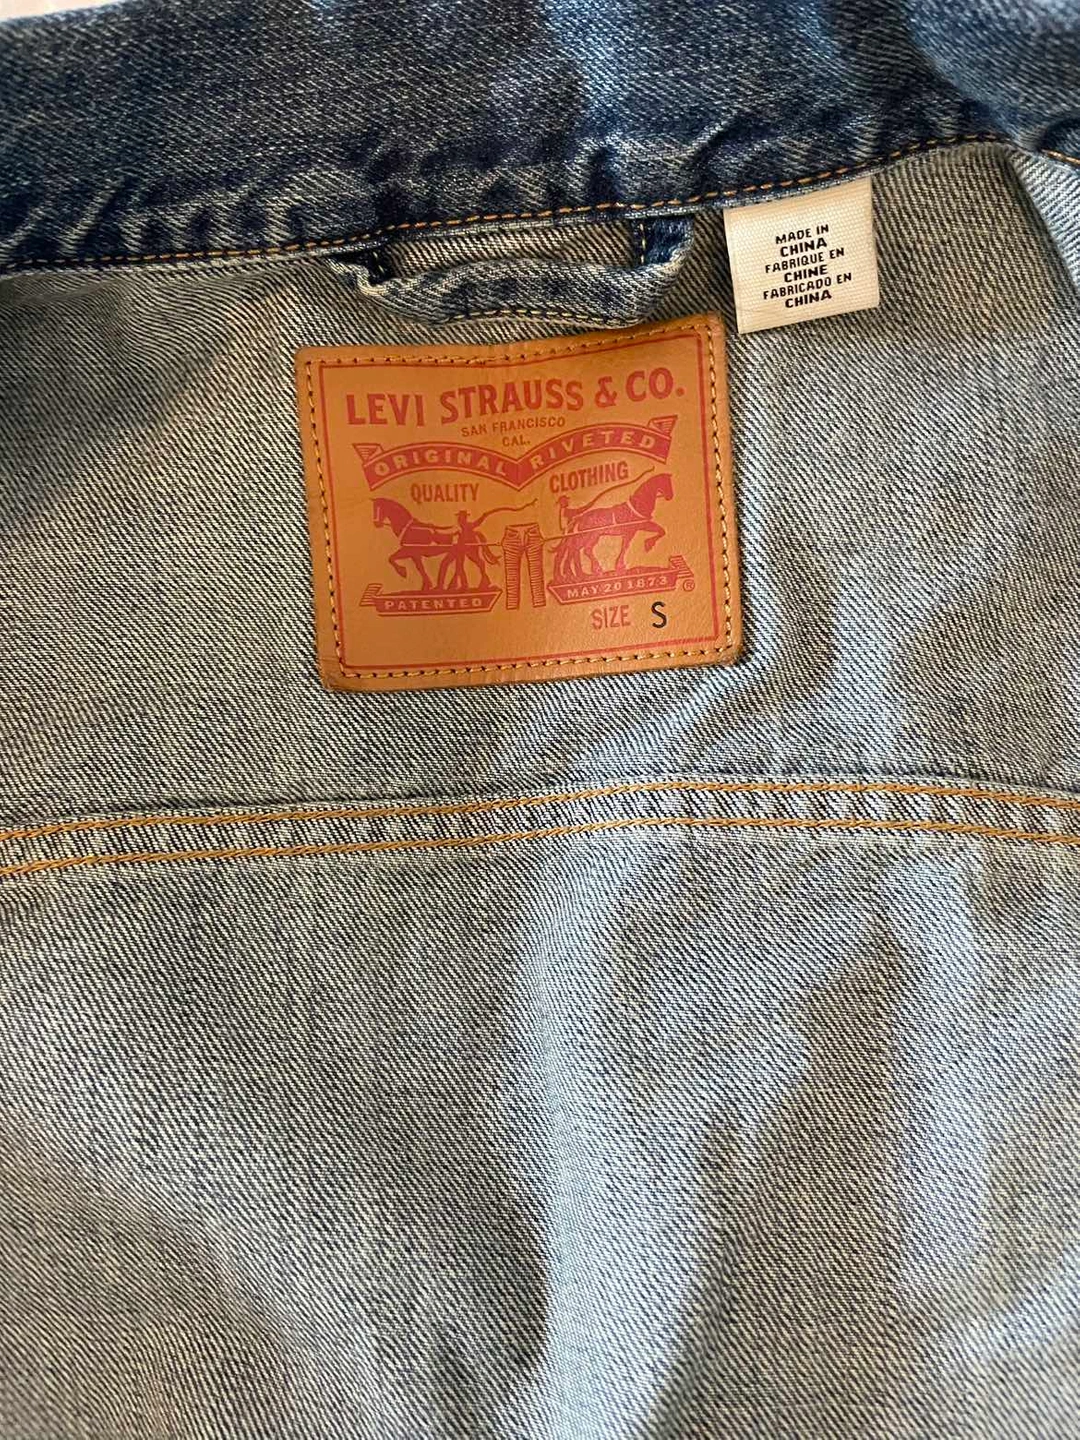 MADE IN
CHINA
FABRIQUE EN
CHINE
FABRICADO EN
CHINA
LEVI STRAUSS & CO.
SAN FRANCISCO
CAL.
ORIGINAL RIVETED
QUALITY CLOTHING
PATENTED MAY 20 1873 ®
SIZE S